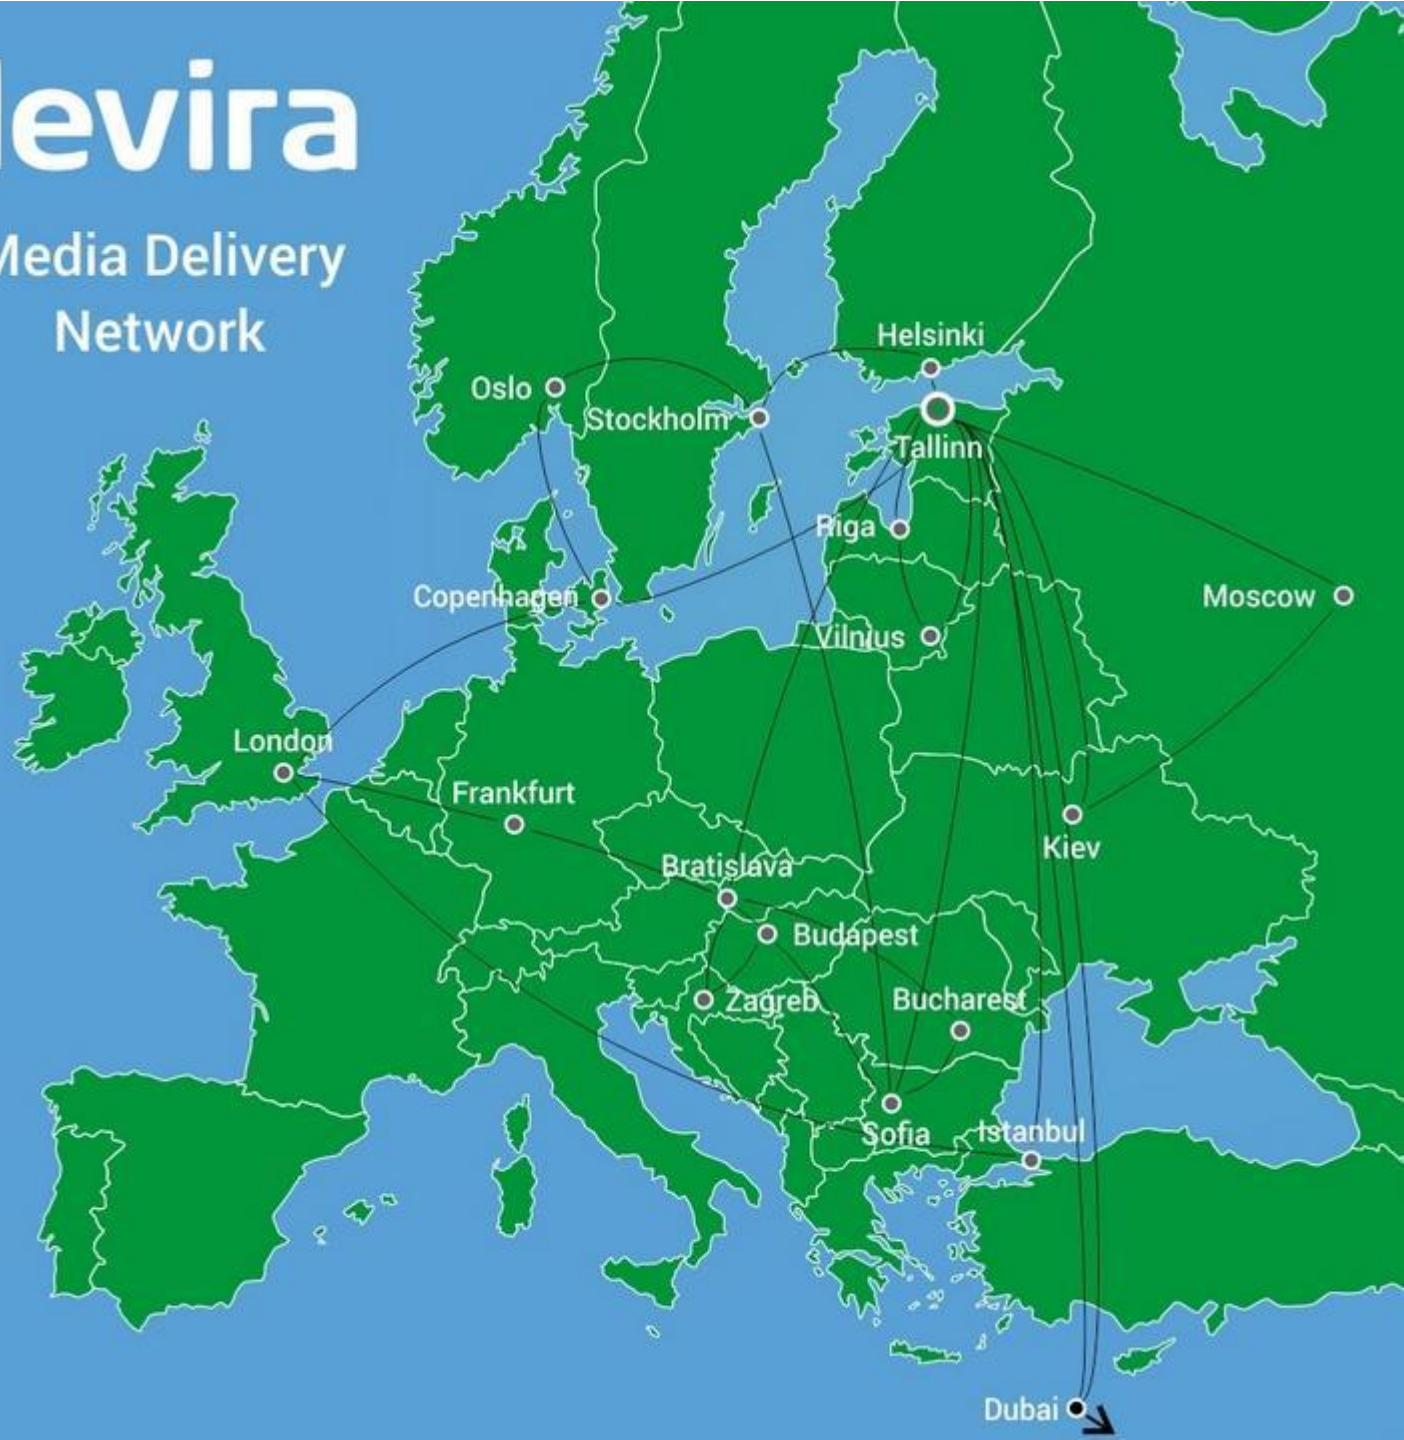 levira
Media Delivery
Network
Helsinki
Oslo
Stockholm
Tallinn
Riga
Copenhagen
Moscow
Vilnius
London
Frankfurt
Kiev
Bratislava
Budapest
Zagreb
Bucharest
Sofia
Istanbul
Dubai